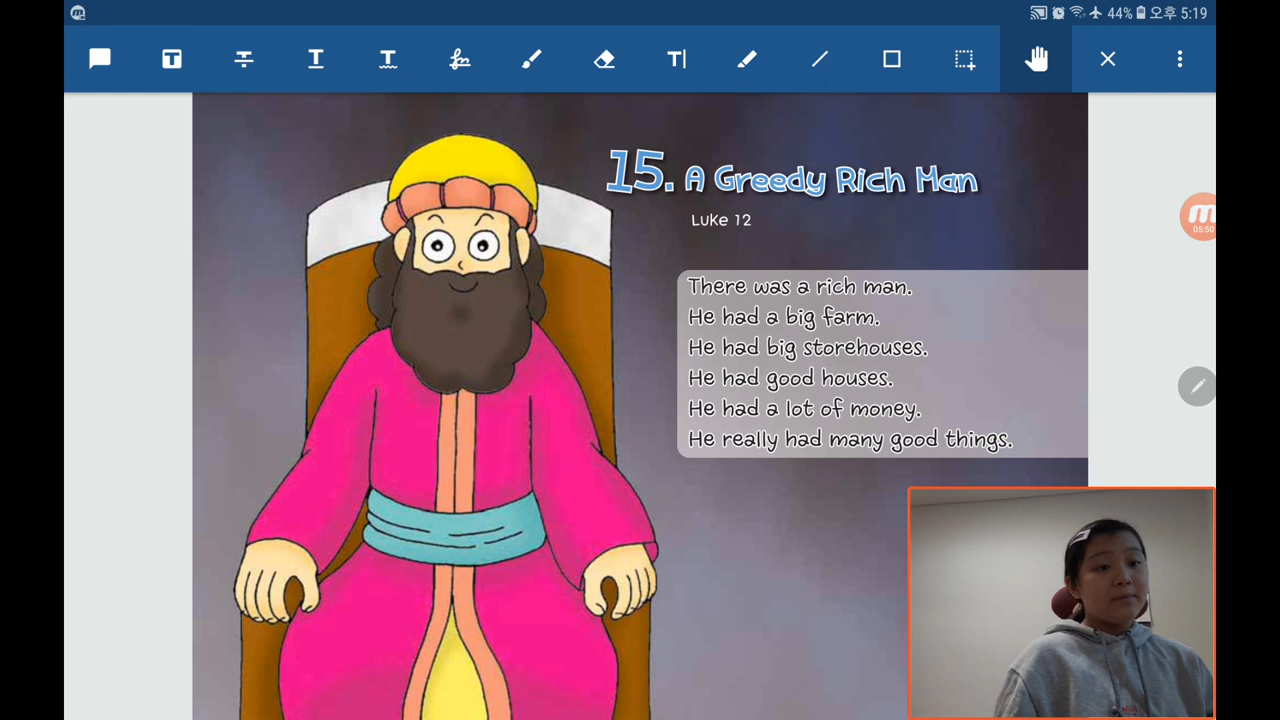 44% 오후 5:19
15. A Greedy Rich Man
Luke 12
There was a rich man.
He had a big farm.
He had big storehouses.
He had good houses.
He had a lot of money.
He really had many good things.
05:50